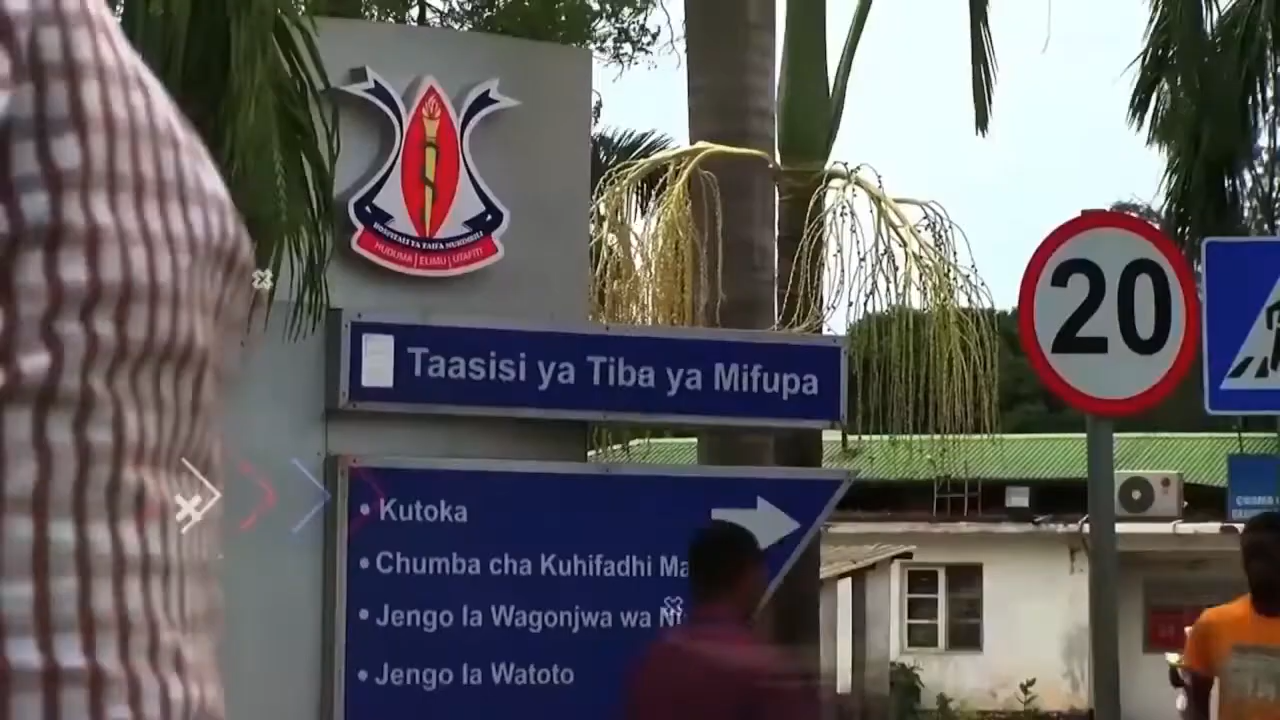 HOSPITALI YA TAIFA MUHIMBILI
HUDUMA | ELIMU | UTAFITI
Taasisi ya Tiba ya Mifupa
20
• Kutoka
• Chumba cha Kuhifadhi
• Jengo la Wagonjwa wa
• Jengo la Watoto